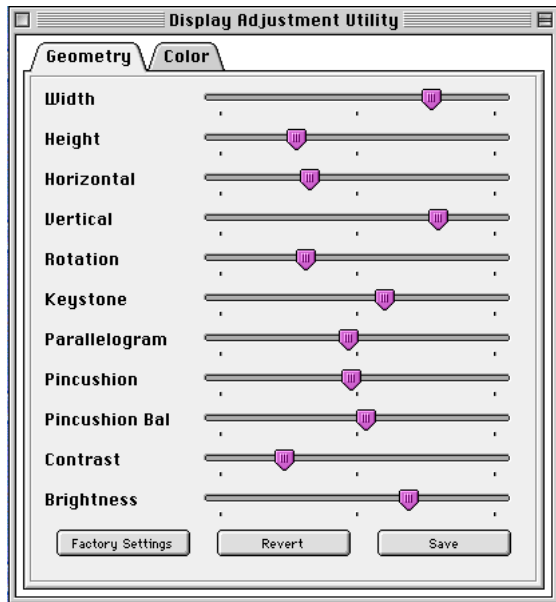 Display Adjustment Utility
Geometry Color
Width
Height
Horizontal
Vertical
Rotation
Keystone
Parallelogram
Pincushion
Pincushion Bal
Contrast
Brightness
Factory Settings Revert Save